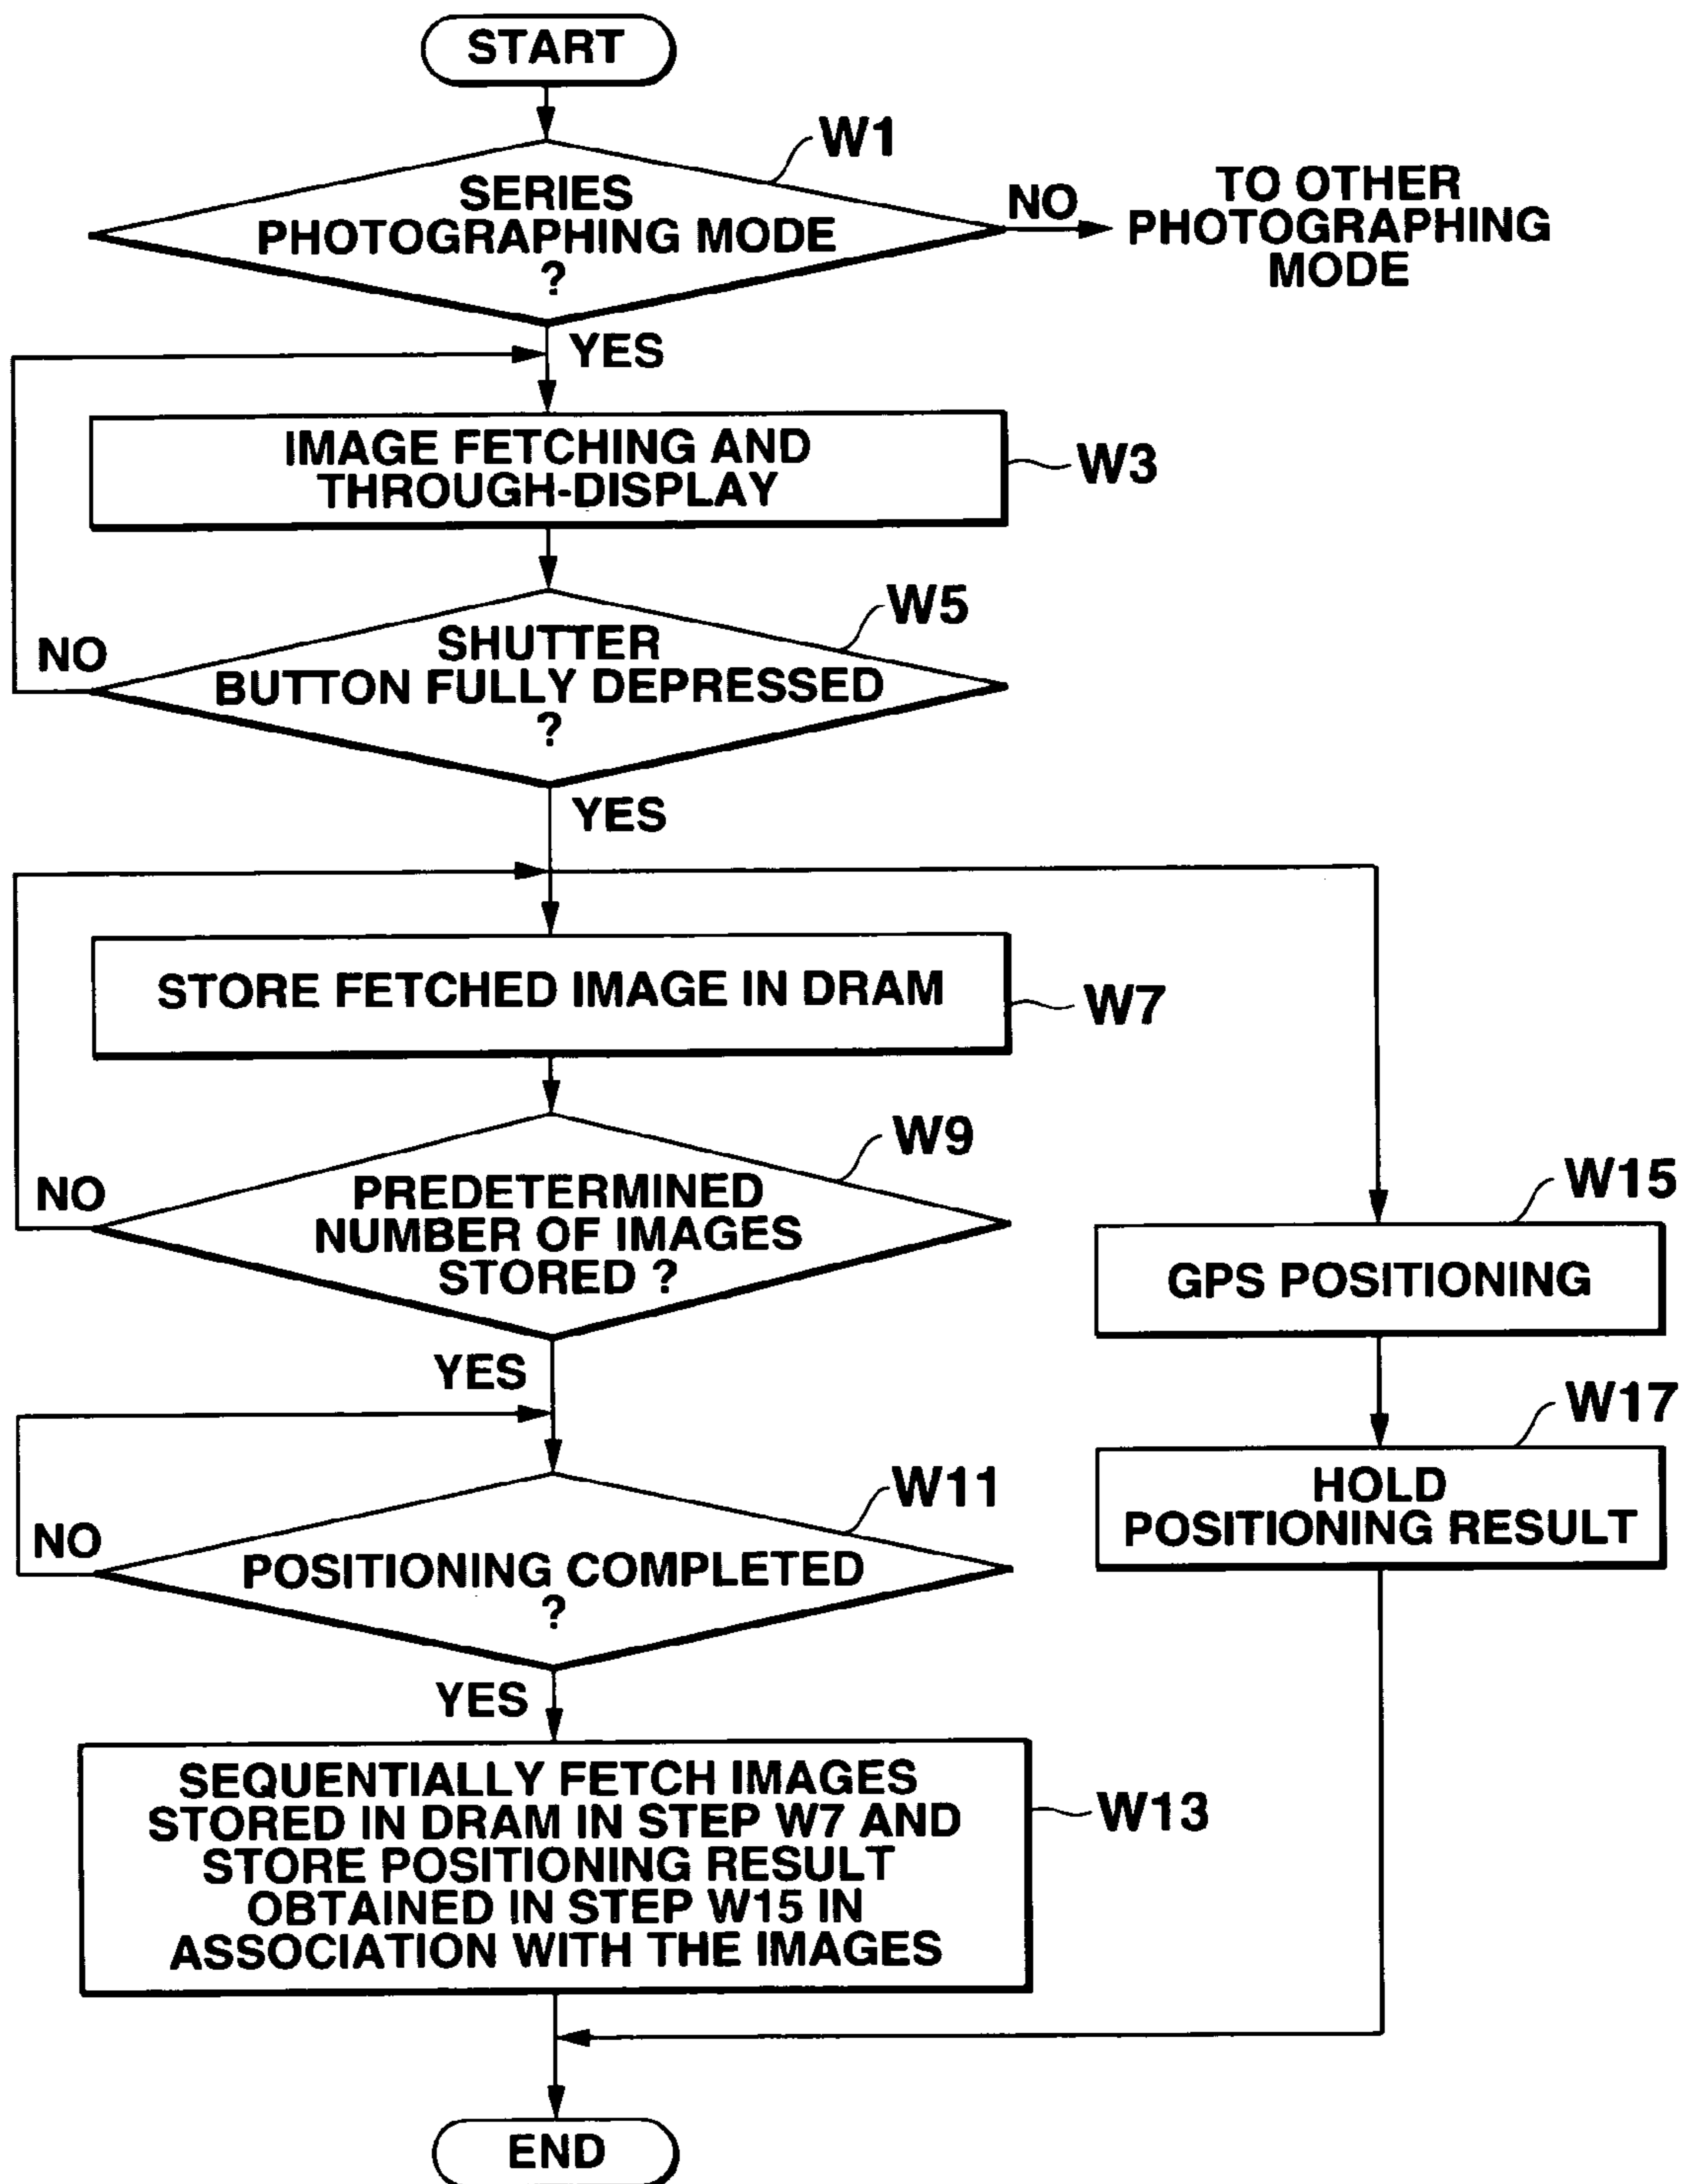 START
W1
SERIES
PHOTOGRAPHING MODE
?
NO
TO OTHER
PHOTOGRAPHING
MODE
YES
IMAGE FETCHING AND
THROUGH-DISPLAY
W3
W5
SHUTTER
BUTTON FULLY DEPRESSED
?
NO
YES
STORE FETCHED IMAGE IN DRAM
W7
W9
PREDETERMINED
NUMBER OF IMAGES
STORED ?
NO
YES
W15
GPS POSITIONING
W17
HOLD
POSITIONING RESULT
W11
POSITIONING COMPLETED
?
NO
YES
SEQUENTIALLY FETCH IMAGES
STORED IN DRAM IN STEP W7 AND
STORE POSITIONING RESULT
OBTAINED IN STEP W15 IN
ASSOCIATION WITH THE IMAGES
W13
END